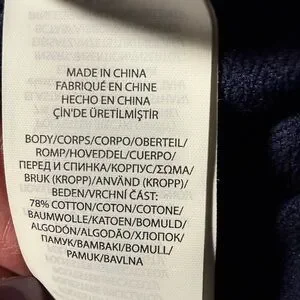 MADE IN CHINA
FABRIQUÉ EN CHINE
HECHO EN CHINA
ÇİN'DE ÜRETİLMİŞTİR
BODY/CORPS/CORPO/OBERTEIL/
ROMP/HOVEDDEL/CUERPO/
ПЕРЕД И СПИНКА/КОРПУС/ΣΩΜΑ/
BRUK (KROPP)/ANVÄND (KROPP)/
BEDEN/VRCHNÍ ČÁST:
78% COTTON/COTON/COTONE/
BAUMWOLLE/KATOEN/BOMULD/
ALGODÓN/ALGODÃO/ХЛОПОК/
ПАМУК/ΒΑΜΒΑΚΙ/BOMULL/
PAMUK/BAVLNA